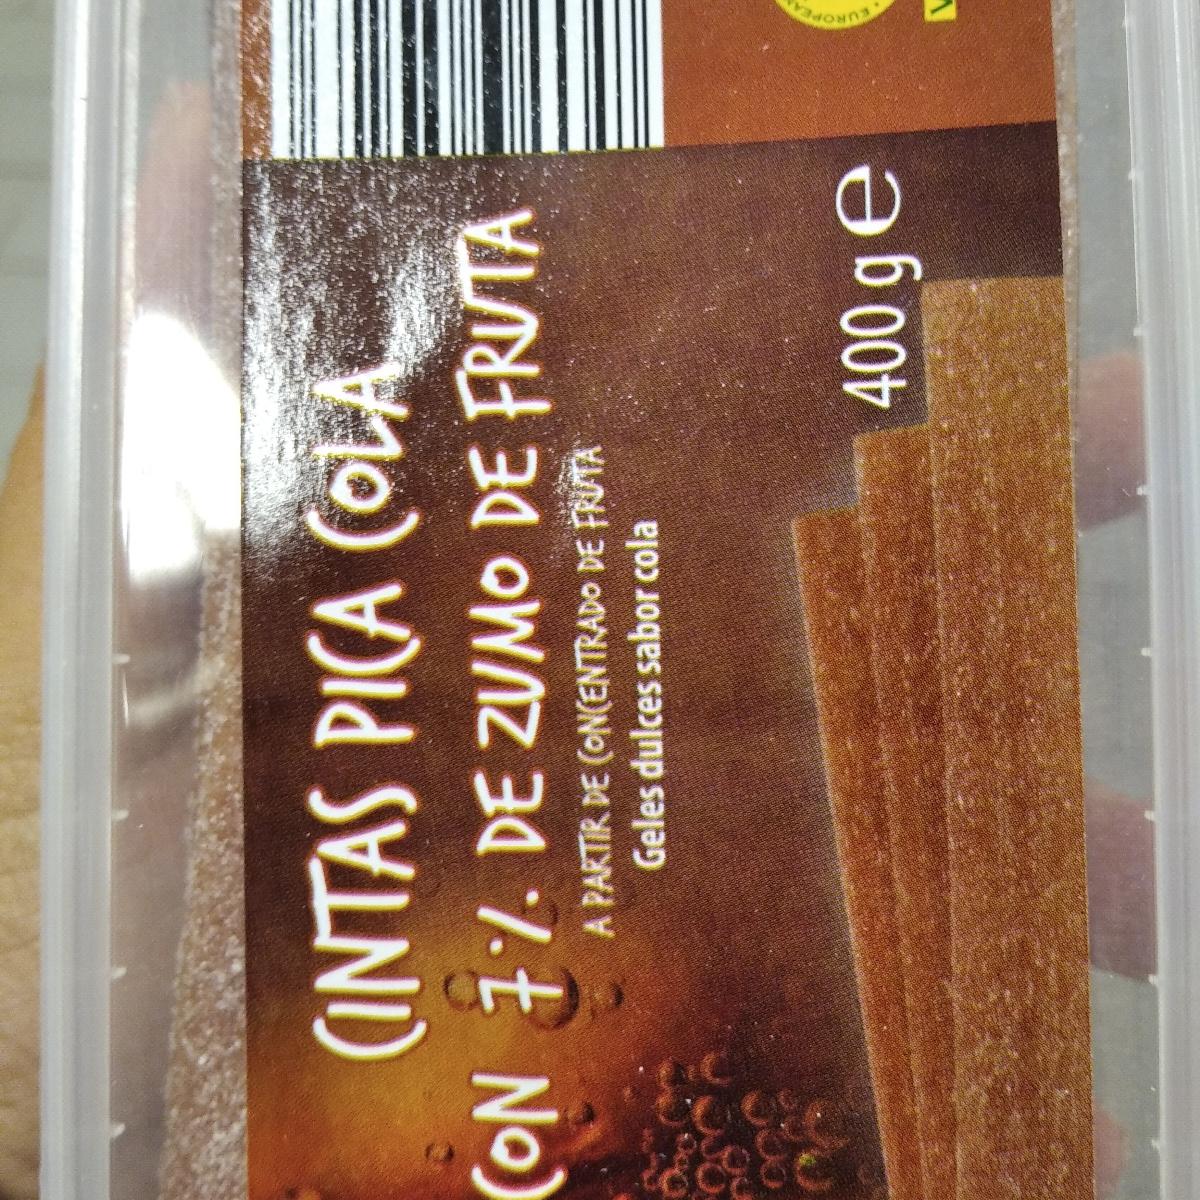 CINTAS PICA COLA
CON 7% DE ZUMO DE FRUTA
A PARTIR DE CONCENTRADO DE FRUTA
Geles dulces sabor cola
400 g e
EUROPEAN
V